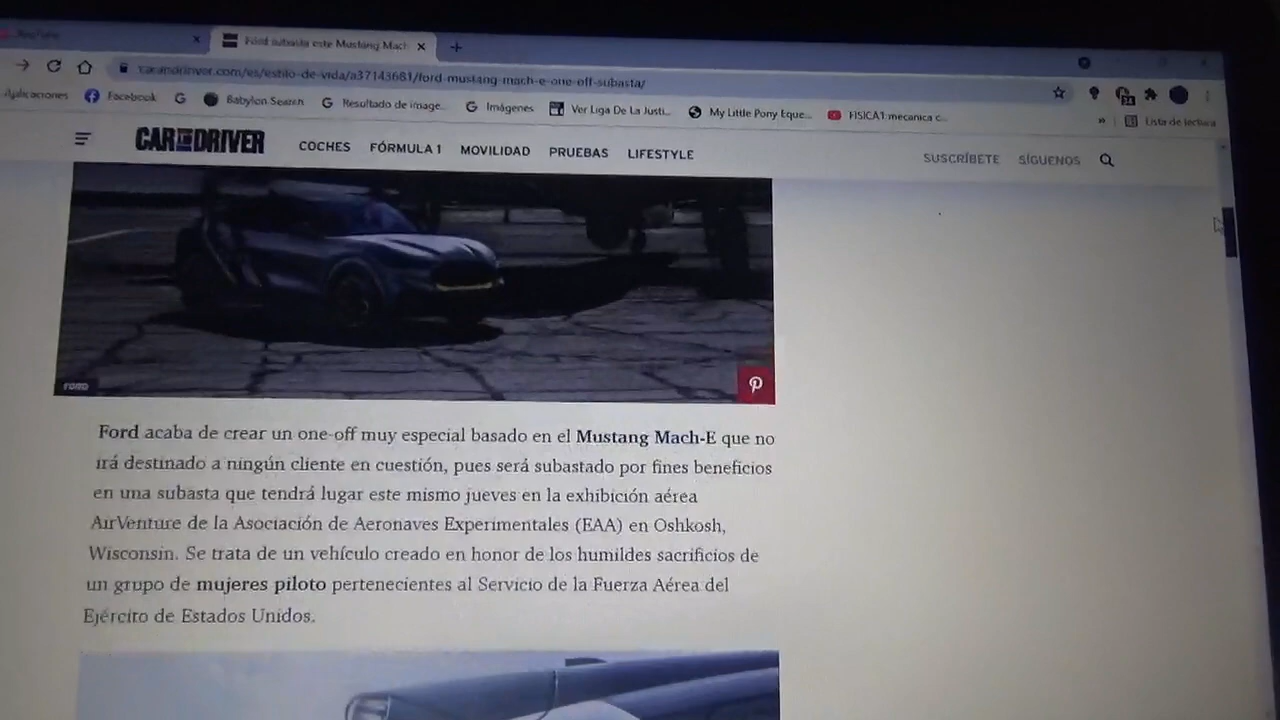 Ford subasta este Mustang Mach
carandriver.com/es/estilo-de-vida/a37143681/ford-mustang-mach-e-one-off-subasta/
Aplicaciones Facebook Babylon Search Resultado de image... Imágenes Ver Liga De La Justi... My Little Pony Eque... FISICA1 mecanica c... » Lista de lectura
CAR AND DRIVER COCHES FÓRMULA 1 MOVILIDAD PRUEBAS LIFESTYLE SUSCRÍBETE SÍGUENOS
FORD
Ford acaba de crear un one-off muy especial basado en el Mustang Mach-E que no
irá destinado a ningún cliente en cuestión, pues será subastado por fines beneficios
en una subasta que tendrá lugar este mismo jueves en la exhibición aérea
AirVenture de la Asociación de Aeronaves Experimentales (EAA) en Oshkosh,
Wisconsin. Se trata de un vehículo creado en honor de los humildes sacrificios de
un grupo de mujeres piloto pertenecientes al Servicio de la Fuerza Aérea del
Ejército de Estados Unidos.